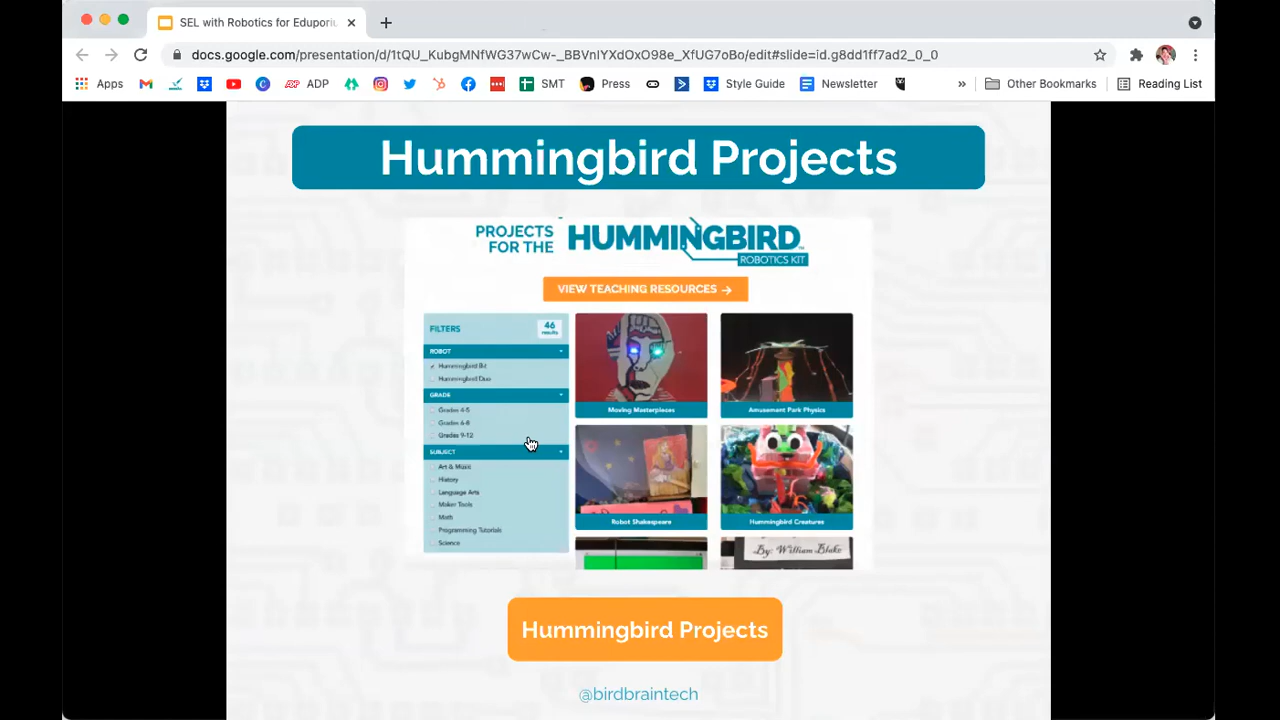 SEL with Robotics for Eduporiu
docs.google.com/presentation/d/1tQU_KubgMNfWG37wCw-_BBVnIYXdOxO98e_XfUG7oBo/edit#slide=id.g8dd1ff7ad2_0_0
Apps ADP SMT Press Style Guide Newsletter » Other Bookmarks Reading List
Hummingbird Projects
PROJECTS FOR THE HUMMINGBIRD
ROBOTICS KIT
VIEW TEACHING RESOURCES →
FILTERS
46
results
ROBOT
Hummingbird Bit
Hummingbird Duo
GRADE
Grades 4-5
Grades 6-8
Grades 9-12
SUBJECT
Art & Music
History
Language Arts
Maker Tools
Math
Programming Tutorials
Science
Moving Masterpieces
Amusement Park Physics
Robot Shakespeare
Hummingbird Creatures
By: William Blake
Hummingbird Projects
@birdbraintech